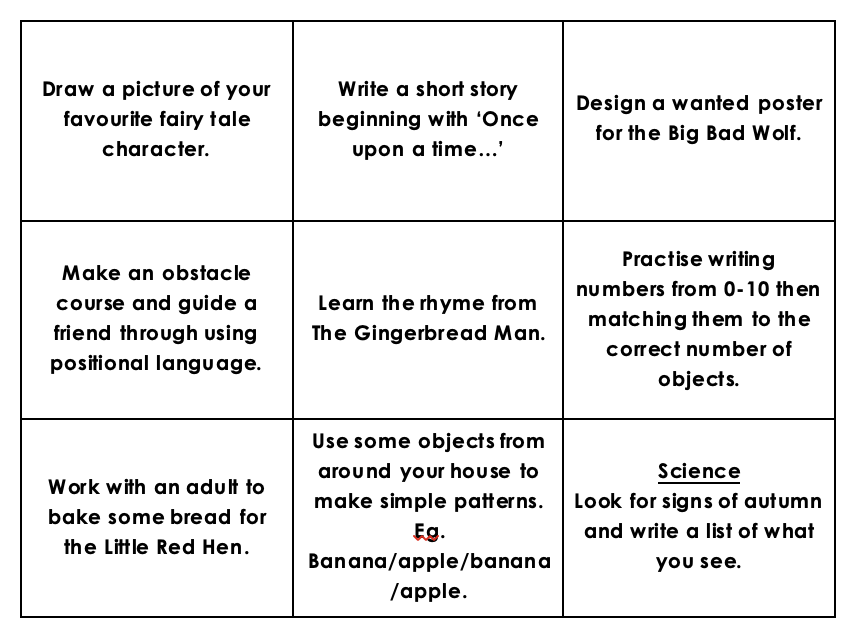 Draw a picture of your
favourite fairy tale
character.
Write a short story
beginning with ‘Once
upon a time…’
Design a wanted poster
for the Big Bad Wolf.
Make an obstacle
course and guide a
friend through using
positional language.
Learn the rhyme from
The Gingerbread Man.
Practise writing
numbers from 0-10 then
matching them to the
correct number of
objects.
Work with an adult to
bake some bread for
the Little Red Hen.
Use some objects from
around your house to
make simple patterns.
Eg.
Banana/apple/banana
/apple.
Science
Look for signs of autumn
and write a list of what
you see.